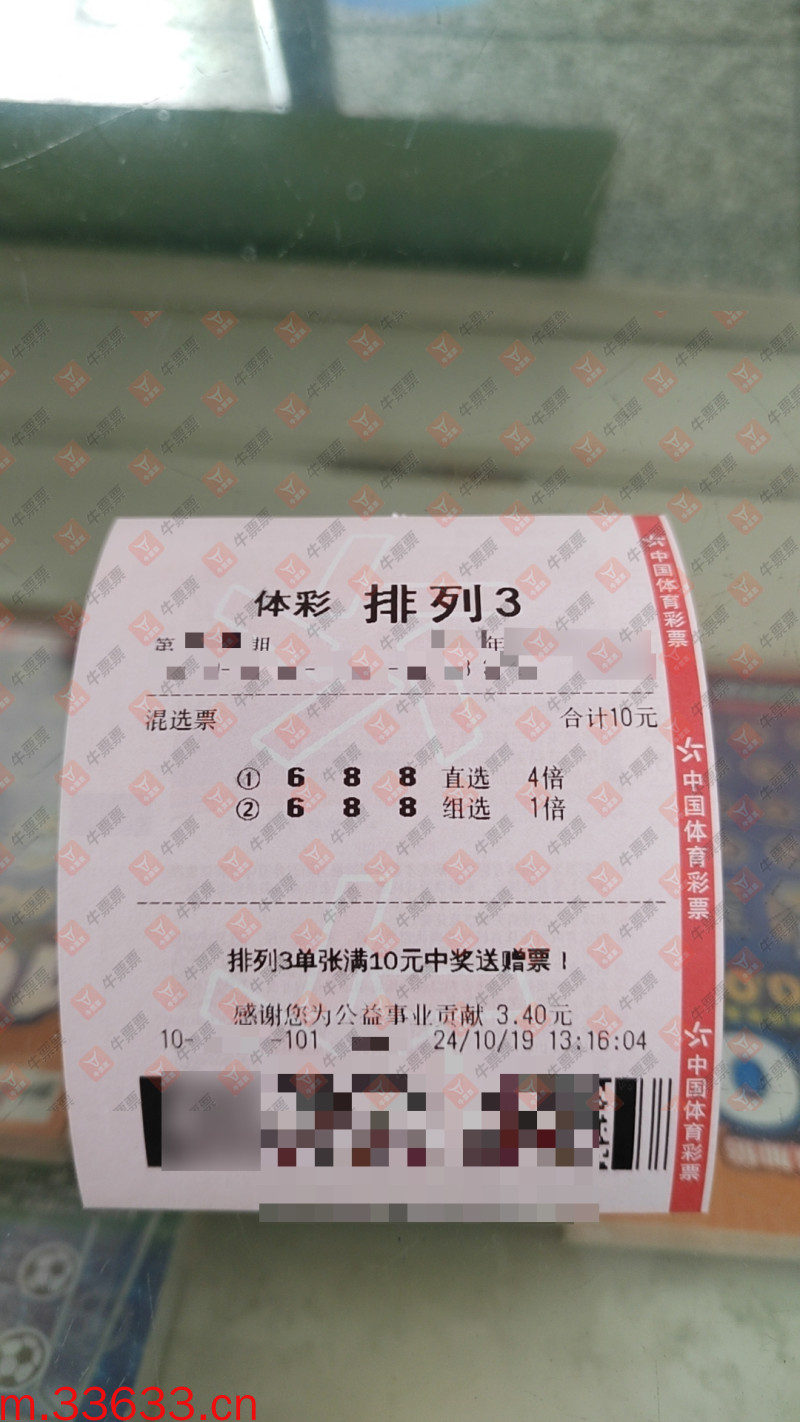 体彩 排列3
第 期 年
混选票 合计10元
① 6 8 8 直选 4倍
② 6 8 8 组选 1倍
排列3单张满10元中奖送赠票！
感谢您为公益事业贡献 3.40元
10- -101 24/10/19 13:16:04
中国体育彩票
中国体育彩票
中国体育彩票
牛票票
m.33633.cn